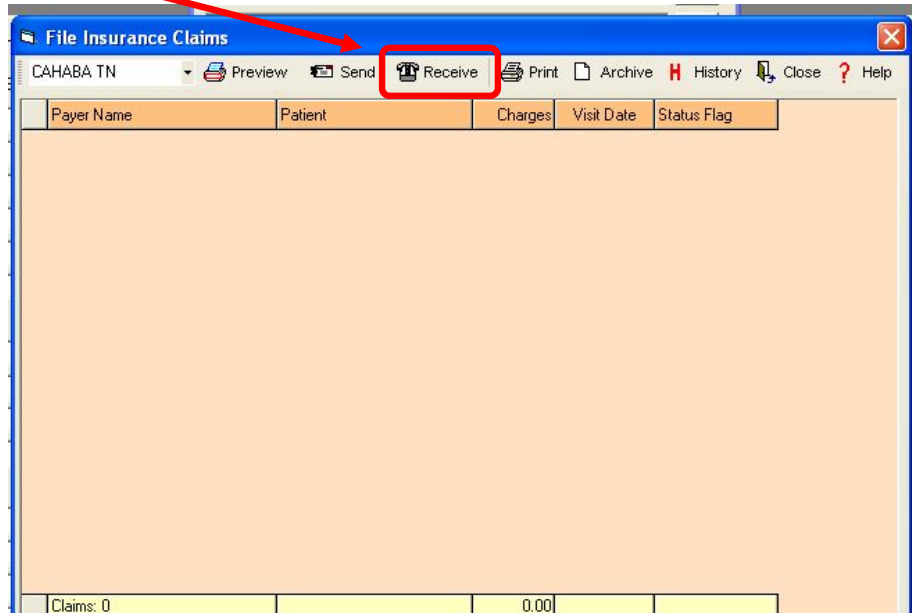 File Insurance Claims
CAHABA TN Preview Send Receive Print Archive H History Close ? Help
Payer Name Patient Charges Visit Date Status Flag
Claims: 0 0.00